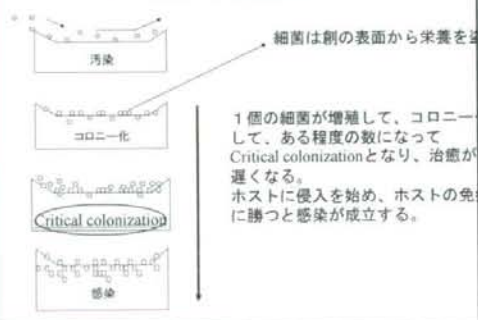 汚染
細菌は創の表面から栄養を
コロニー化
1個の細菌が増殖して、コロニー
して、ある程度の数になって
Critical colonizationとなり、治癒が
遅くなる。
ホストに侵入を始め、ホストの免
に勝つと感染が成立する。
Critical colonization
感染